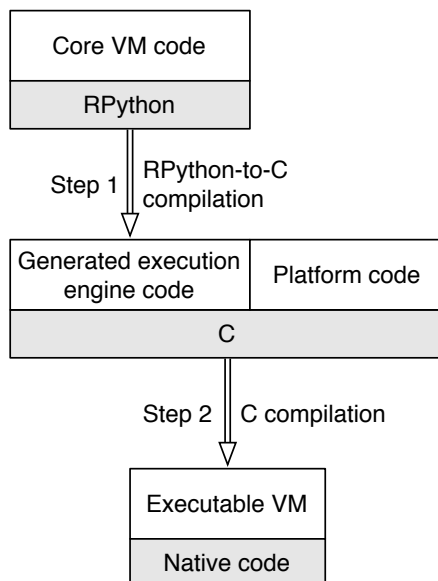 Core VM code
RPython
Step 1
RPython-to-C
compilation
Generated execution
engine code
Platform code
C
Step 2
C compilation
Executable VM
Native code